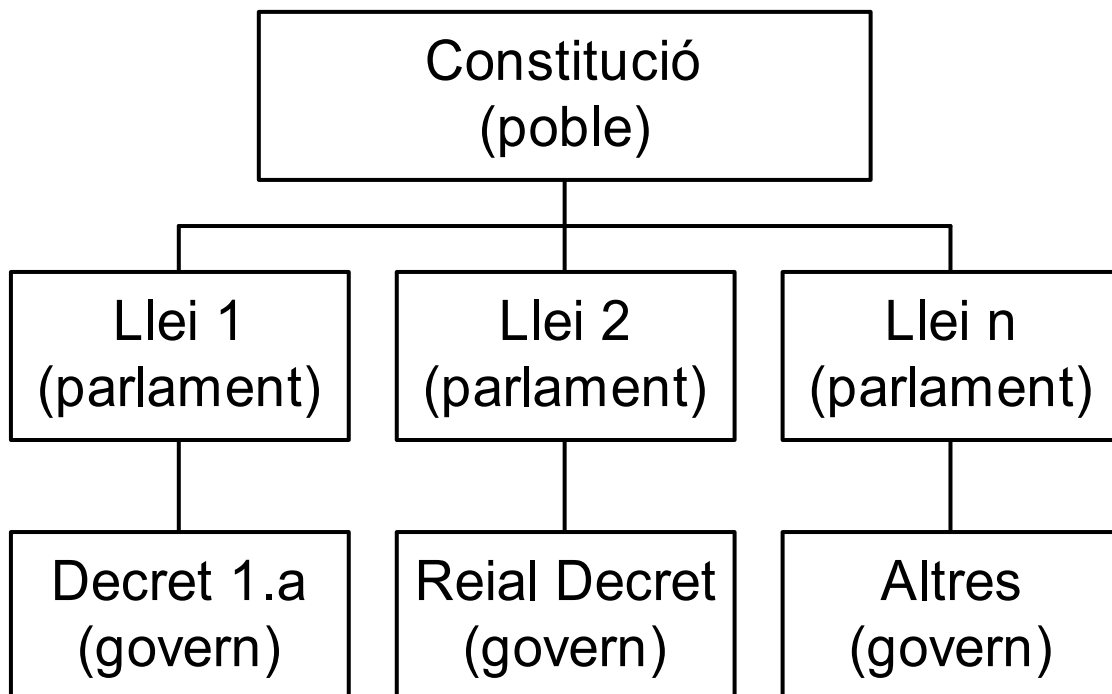 Constitució
(poble)
Llei 1
(parlament)
Llei 2
(parlament)
Llei n
(parlament)
Decret 1.a
(govern)
Reial Decret
(govern)
Altres
(govern)